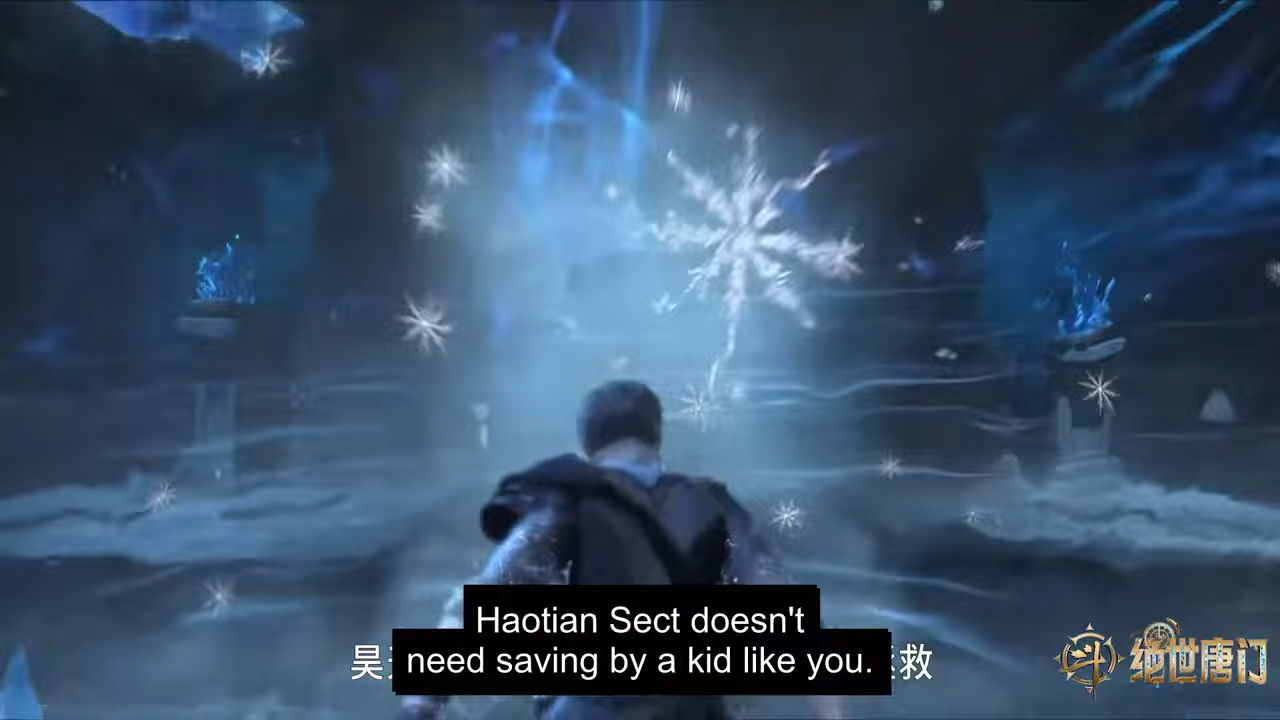 Haotian Sect doesn't
need saving by a kid like you.
昊
救
斗
绝世唐门